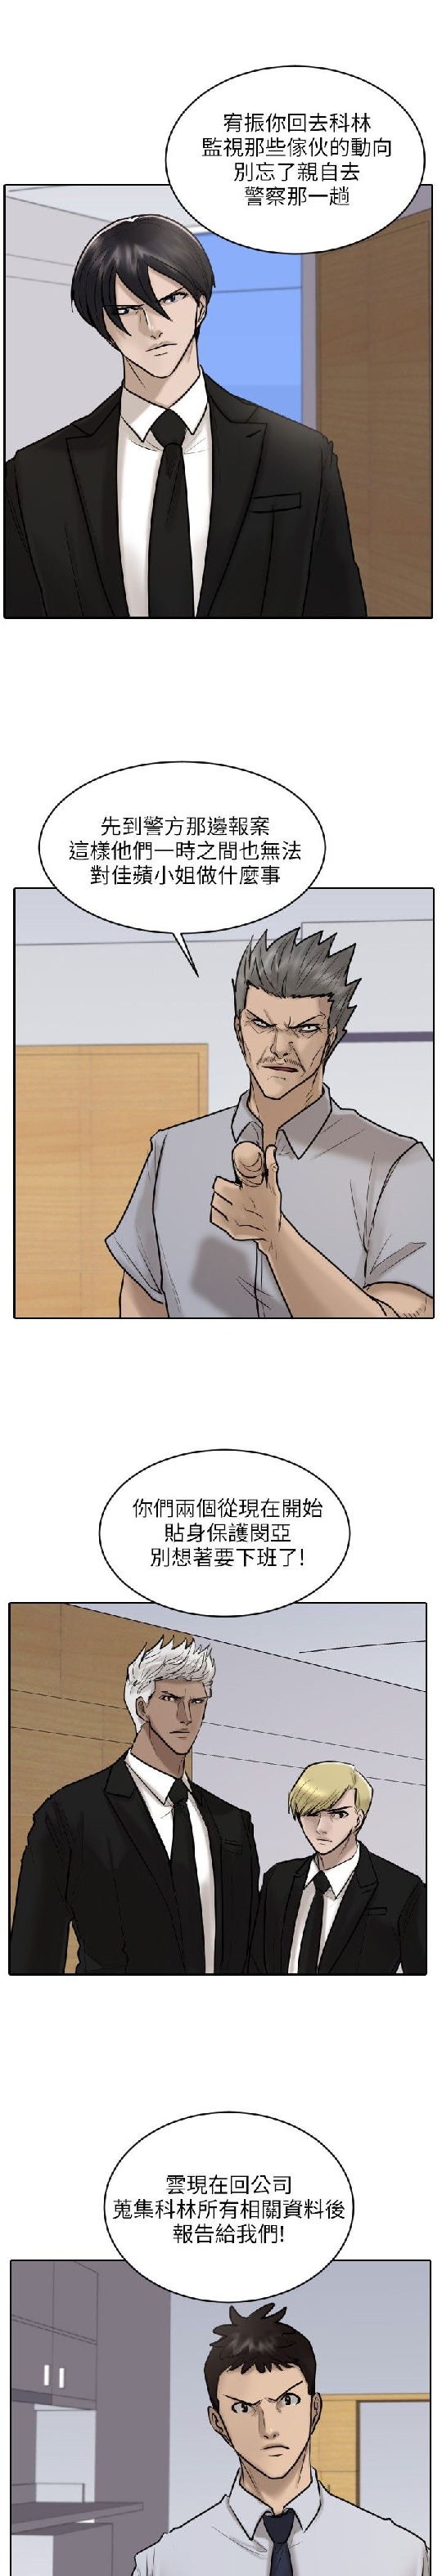 宥振你回去科林
監視那些傢伙的動向
別忘了親自去
警察那一趟
先到警方那邊報案
這樣他們一時之間也無法
對佳蘋小姐做什麼事
你們兩個從現在開始
貼身保護閔亞
別想著要下班了!
雲現在回公司
蒐集科林所有相關資料後
報告給我們!